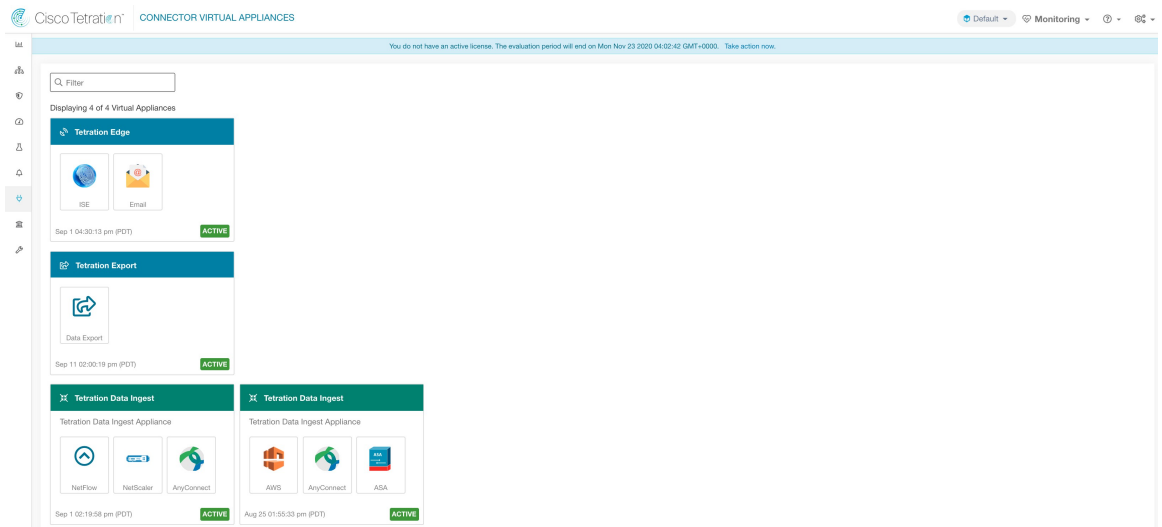 Cisco Tetration™ CONNECTOR VIRTUAL APPLIANCES Default Monitoring
You do not have an active license. The evaluation period will end on Mon Nov 23 2020 04:02:42 GMT+0000. Take action now.
Filter
Displaying 4 of 4 Virtual Appliances
Tetration Edge
@
ISE Email
Sep 1 04:30:13 pm (PDT) ACTIVE
Tetration Export
Data Export
Sep 11 02:00:19 pm (PDT) ACTIVE
Tetration Data Ingest
Tetration Data Ingest Appliance
NetFlow NetScaler AnyConnect
Sep 1 02:19:58 pm (PDT) ACTIVE
Tetration Data Ingest
Tetration Data Ingest Appliance
ASA
AWS AnyConnect ASA
Aug 25 01:55:33 pm (PDT) ACTIVE